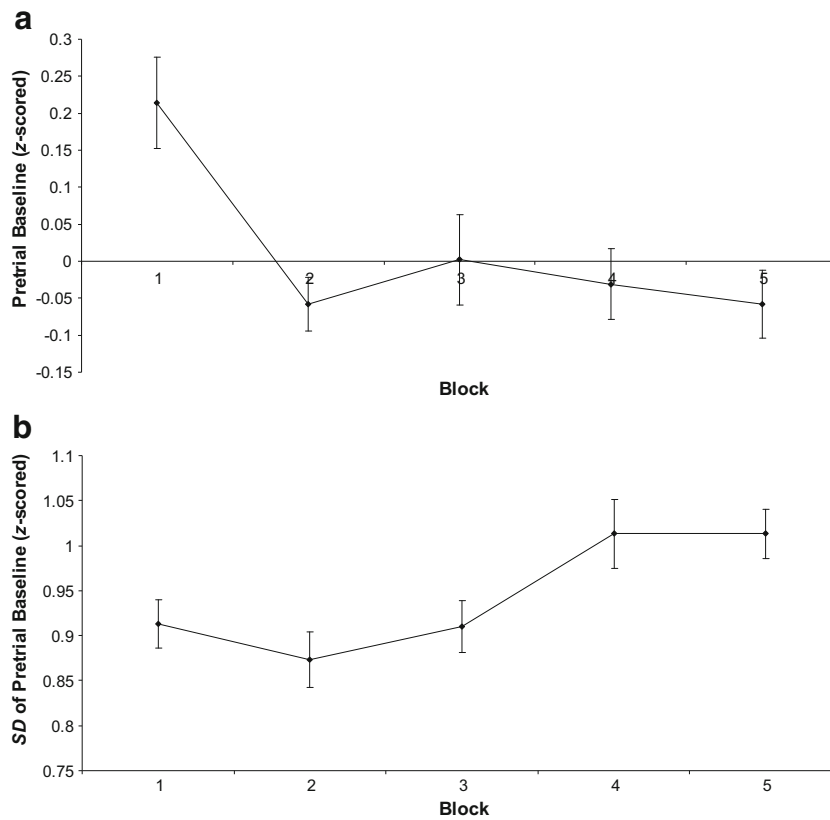 a
Pretrial Baseline (z-scored)
0.3
0.25
0.2
0.15
0.1
0.05
0
-0.05
-0.1
-0.15
1 2 3 4 5
Block
b
SD of Pretrial Baseline (z-scored)
1.1
1.05
1
0.95
0.9
0.85
0.8
0.75
1 2 3 4 5
Block